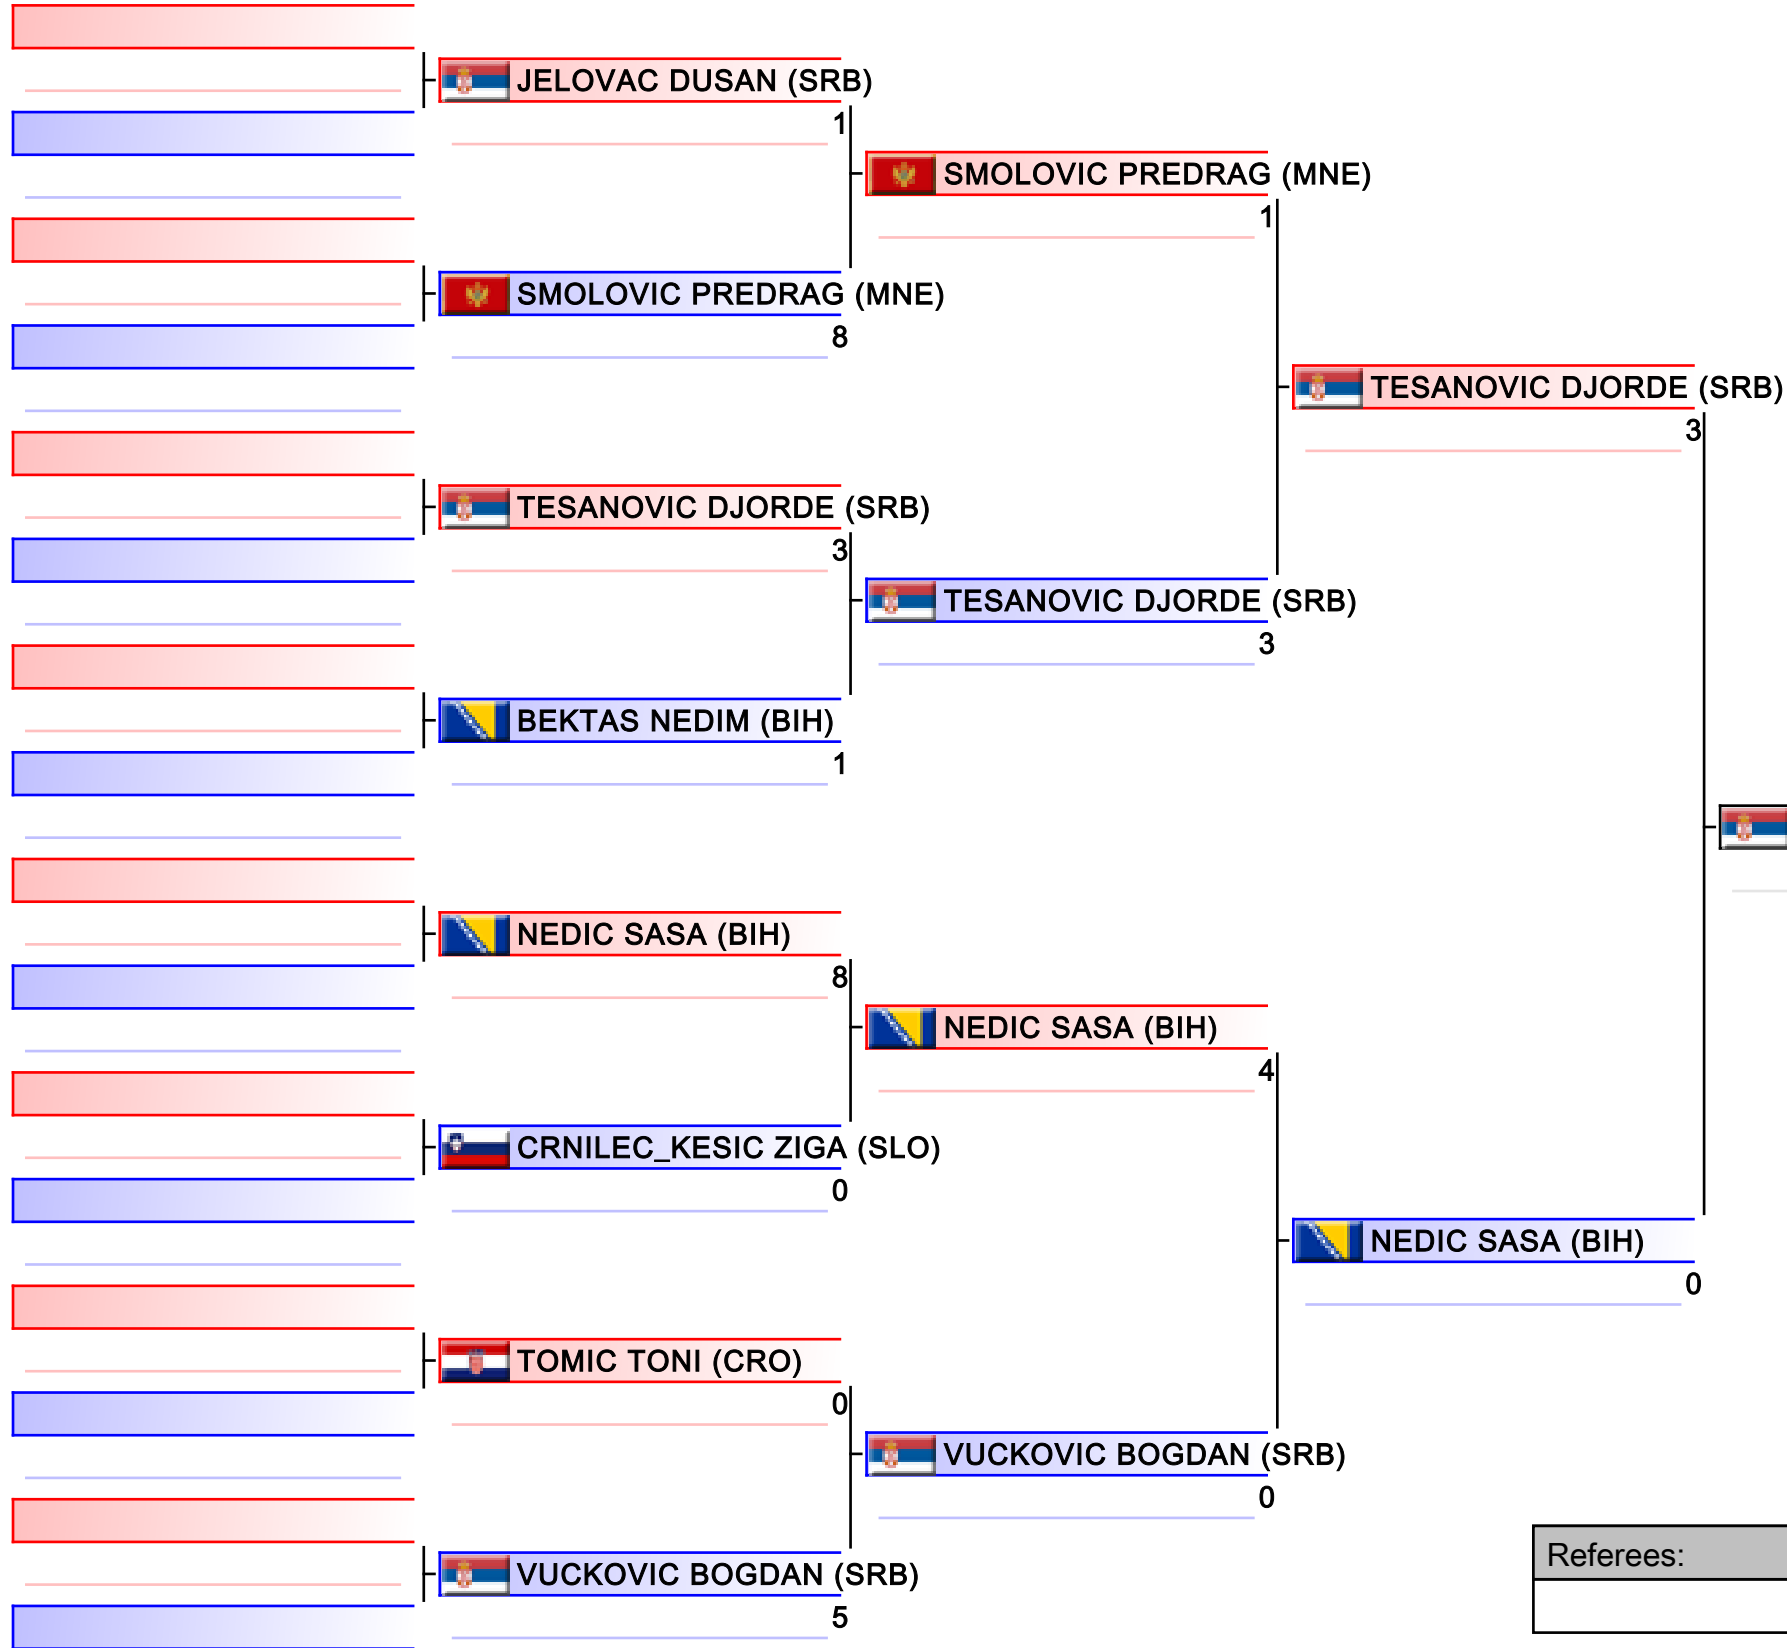 JELOVAC DUSAN (SRB)
1
SMOLOVIC PREDRAG (MNE)
1
SMOLOVIC PREDRAG (MNE)
8
TESANOVIC DJORDE (SRB)
3
TESANOVIC DJORDE (SRB)
3
TESANOVIC DJORDE (SRB)
3
BEKTAS NEDIM (BIH)
1
NEDIC SASA (BIH)
8
NEDIC SASA (BIH)
4
CRNILEC_KESIC ZIGA (SLO)
0
NEDIC SASA (BIH)
0
TOMIC TONI (CRO)
0
VUCKOVIC BOGDAN (SRB)
0
VUCKOVIC BOGDAN (SRB)
5
Referees: